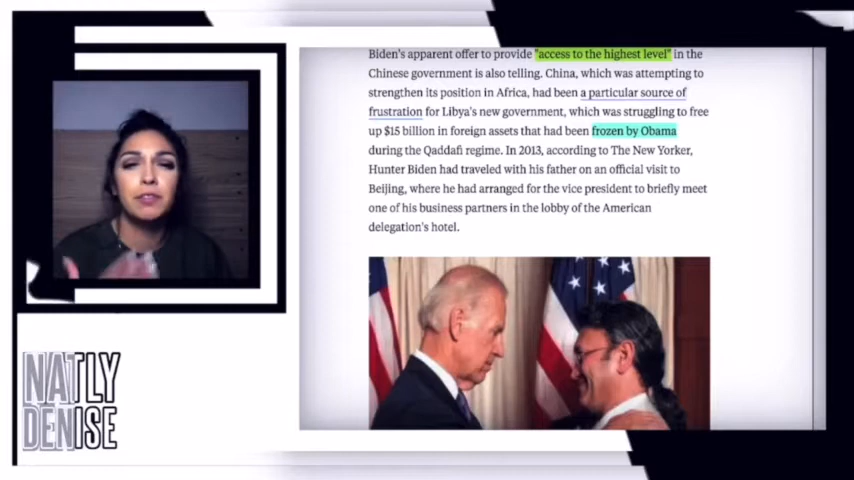 Biden's apparent offer to provide "access to the highest level" in the
Chinese government is also telling. China, which was attempting to
strengthen its position in Africa, had been a particular source of
frustration for Libya's new government, which was struggling to free
up $15 billion in foreign assets that had been frozen by Obama
during the Qaddafi regime. In 2013, according to The New Yorker,
Hunter Biden had traveled with his father on an official visit to
Beijing, where he had arranged for the vice president to briefly meet
one of his business partners in the lobby of the American
delegation's hotel.
NATLY
DENISE